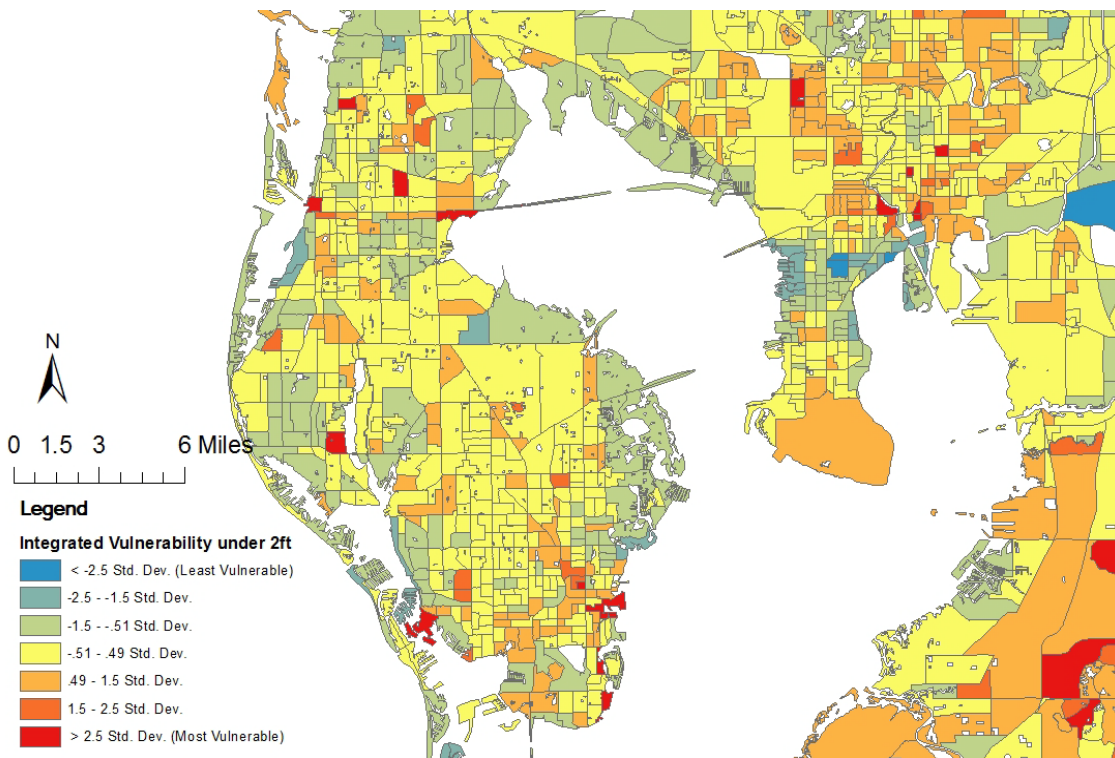 N
0 1.5 3 6 Miles
Legend
Integrated Vulnerability under 2ft
< -2.5 Std. Dev. (Least Vulnerable)
-2.5 - -1.5 Std. Dev.
-1.5 - -.51 Std. Dev.
-.51 - .49 Std. Dev.
.49 - 1.5 Std. Dev.
1.5 - 2.5 Std. Dev.
> 2.5 Std. Dev. (Most Vulnerable)